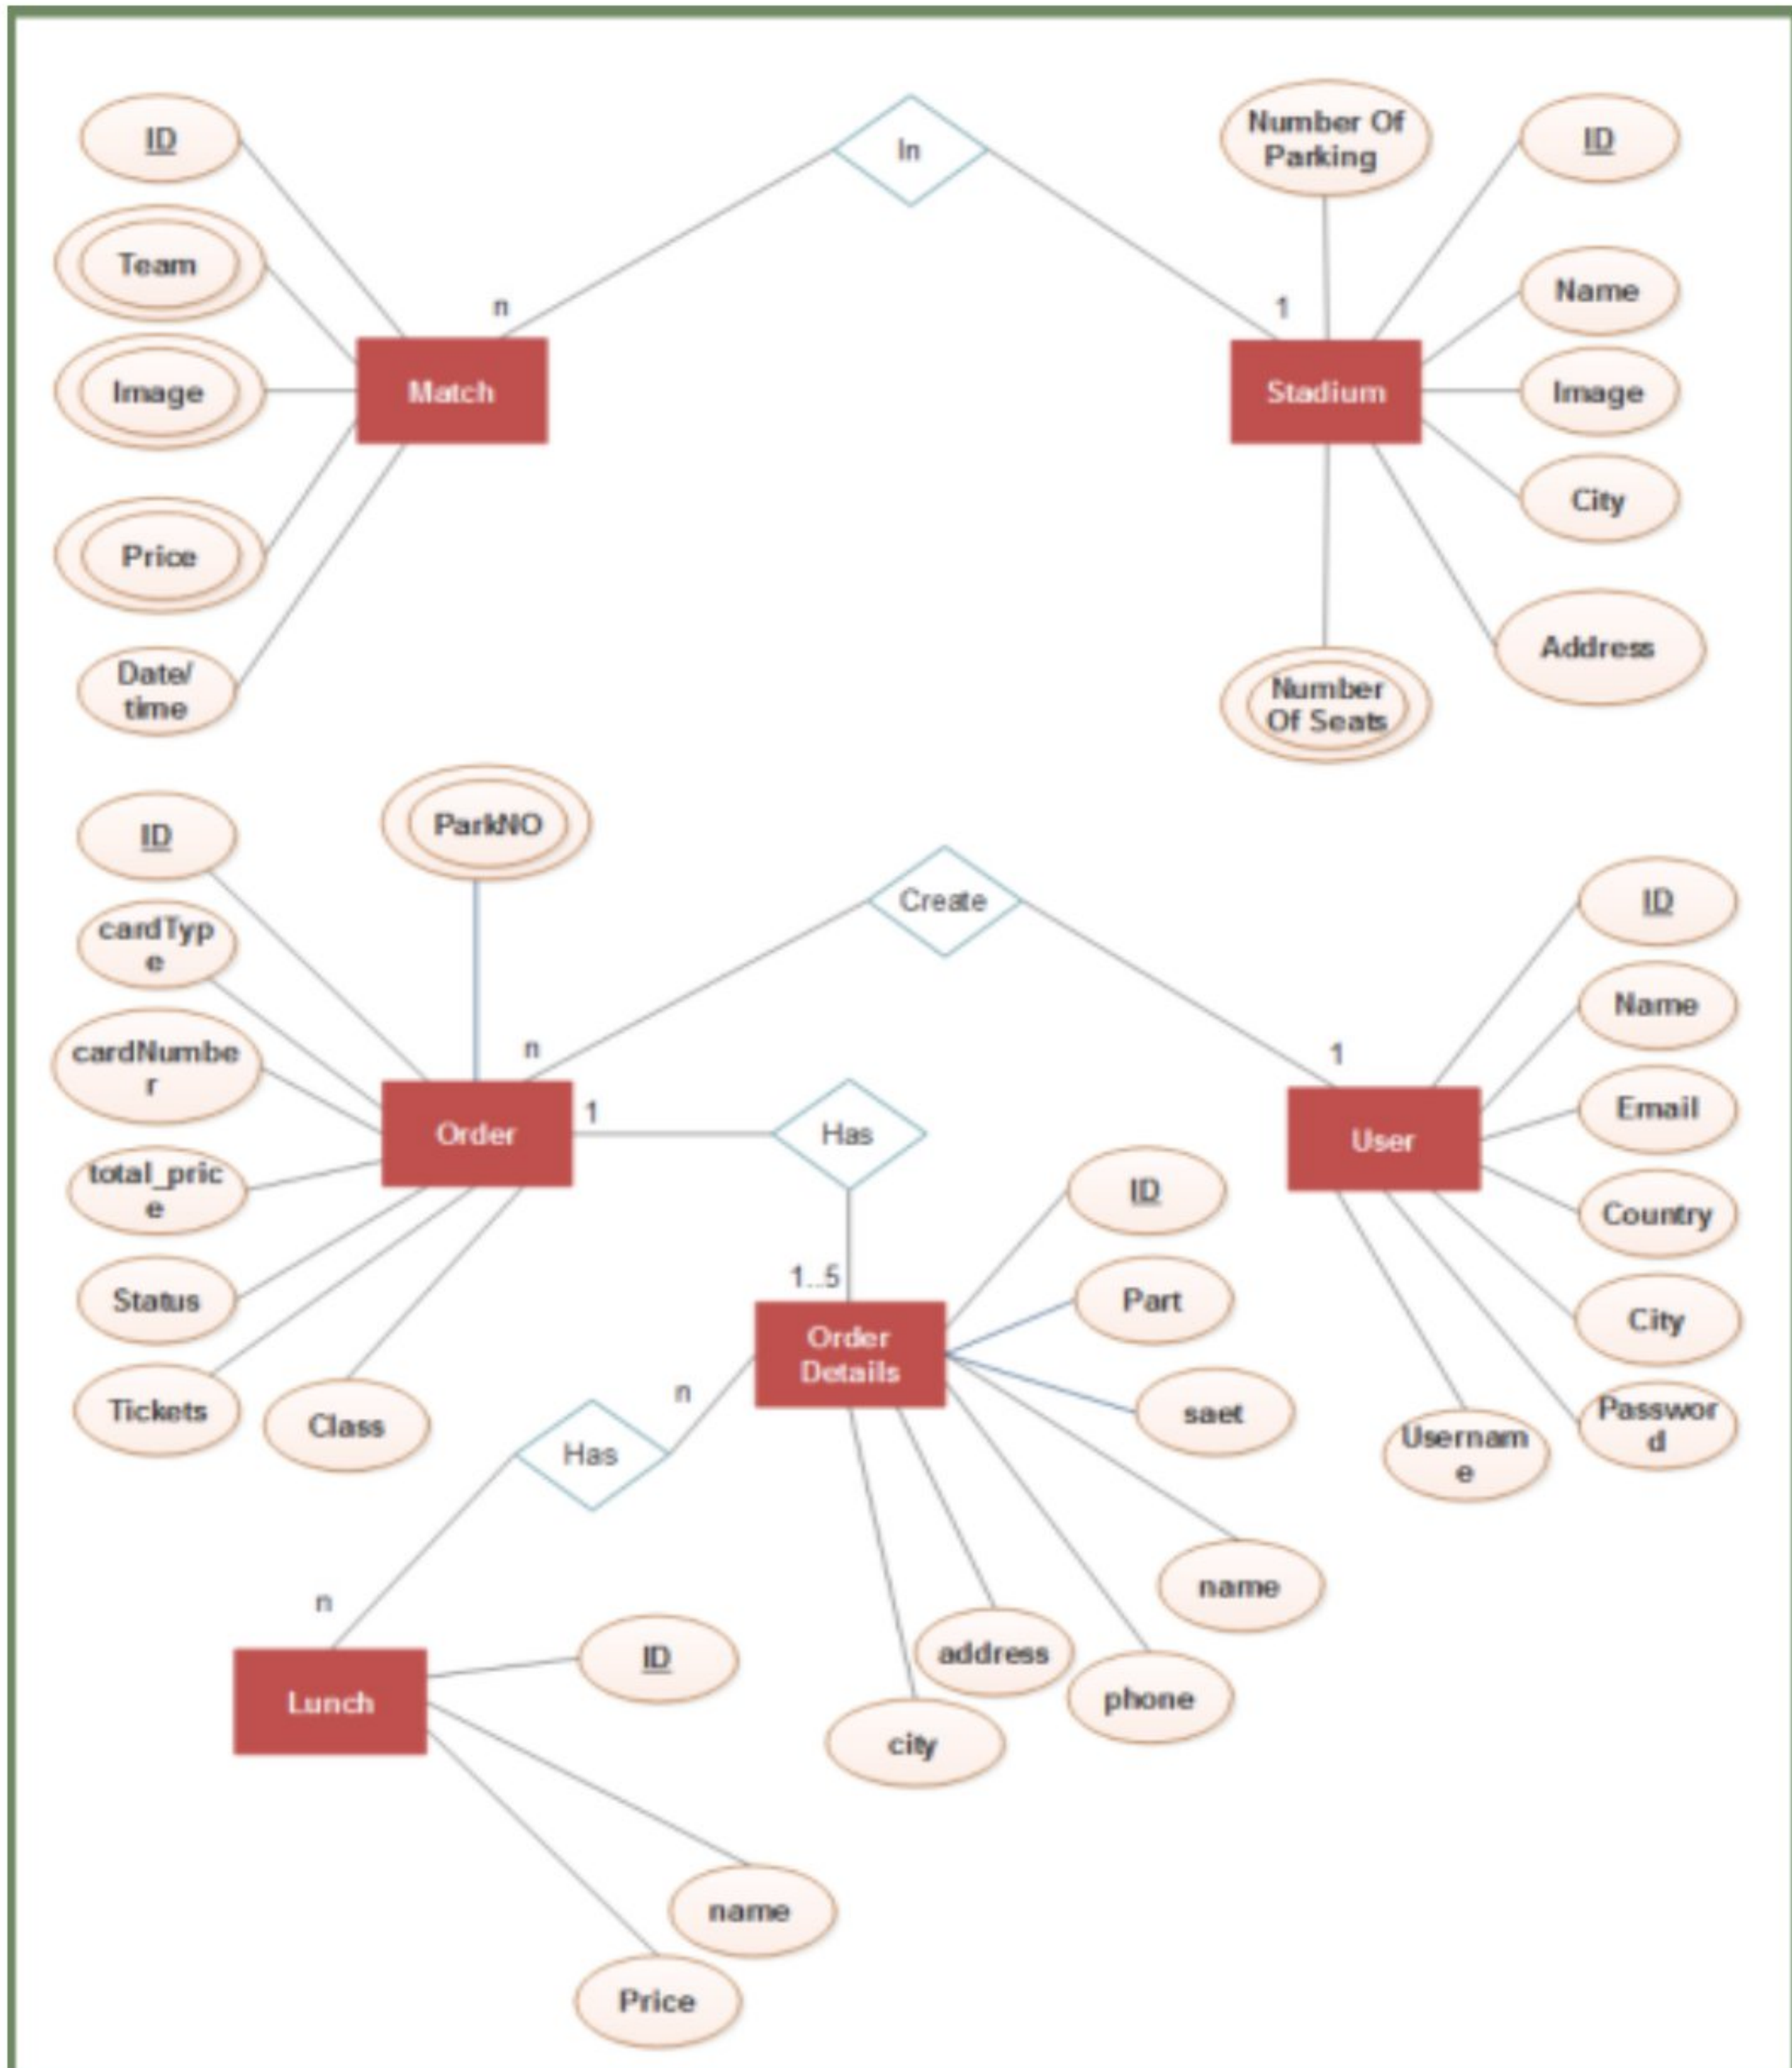 ID
Team
Image
Price
Date/
time
Match
n
In
1
Number Of
Parking
ID
Name
Image
City
Address
Stadium
Number
Of Seats
ID
ParkNO
cardTyp
e
cardNumbe
r
total_pric
e
Status
Tickets
Class
Order
n
Create
1
ID
Name
Email
Country
City
Passwor
d
Usernam
e
User
1
Has
1...5
Order
Details
ID
Part
saet
name
phone
address
city
n
Has
n
Lunch
ID
name
Price